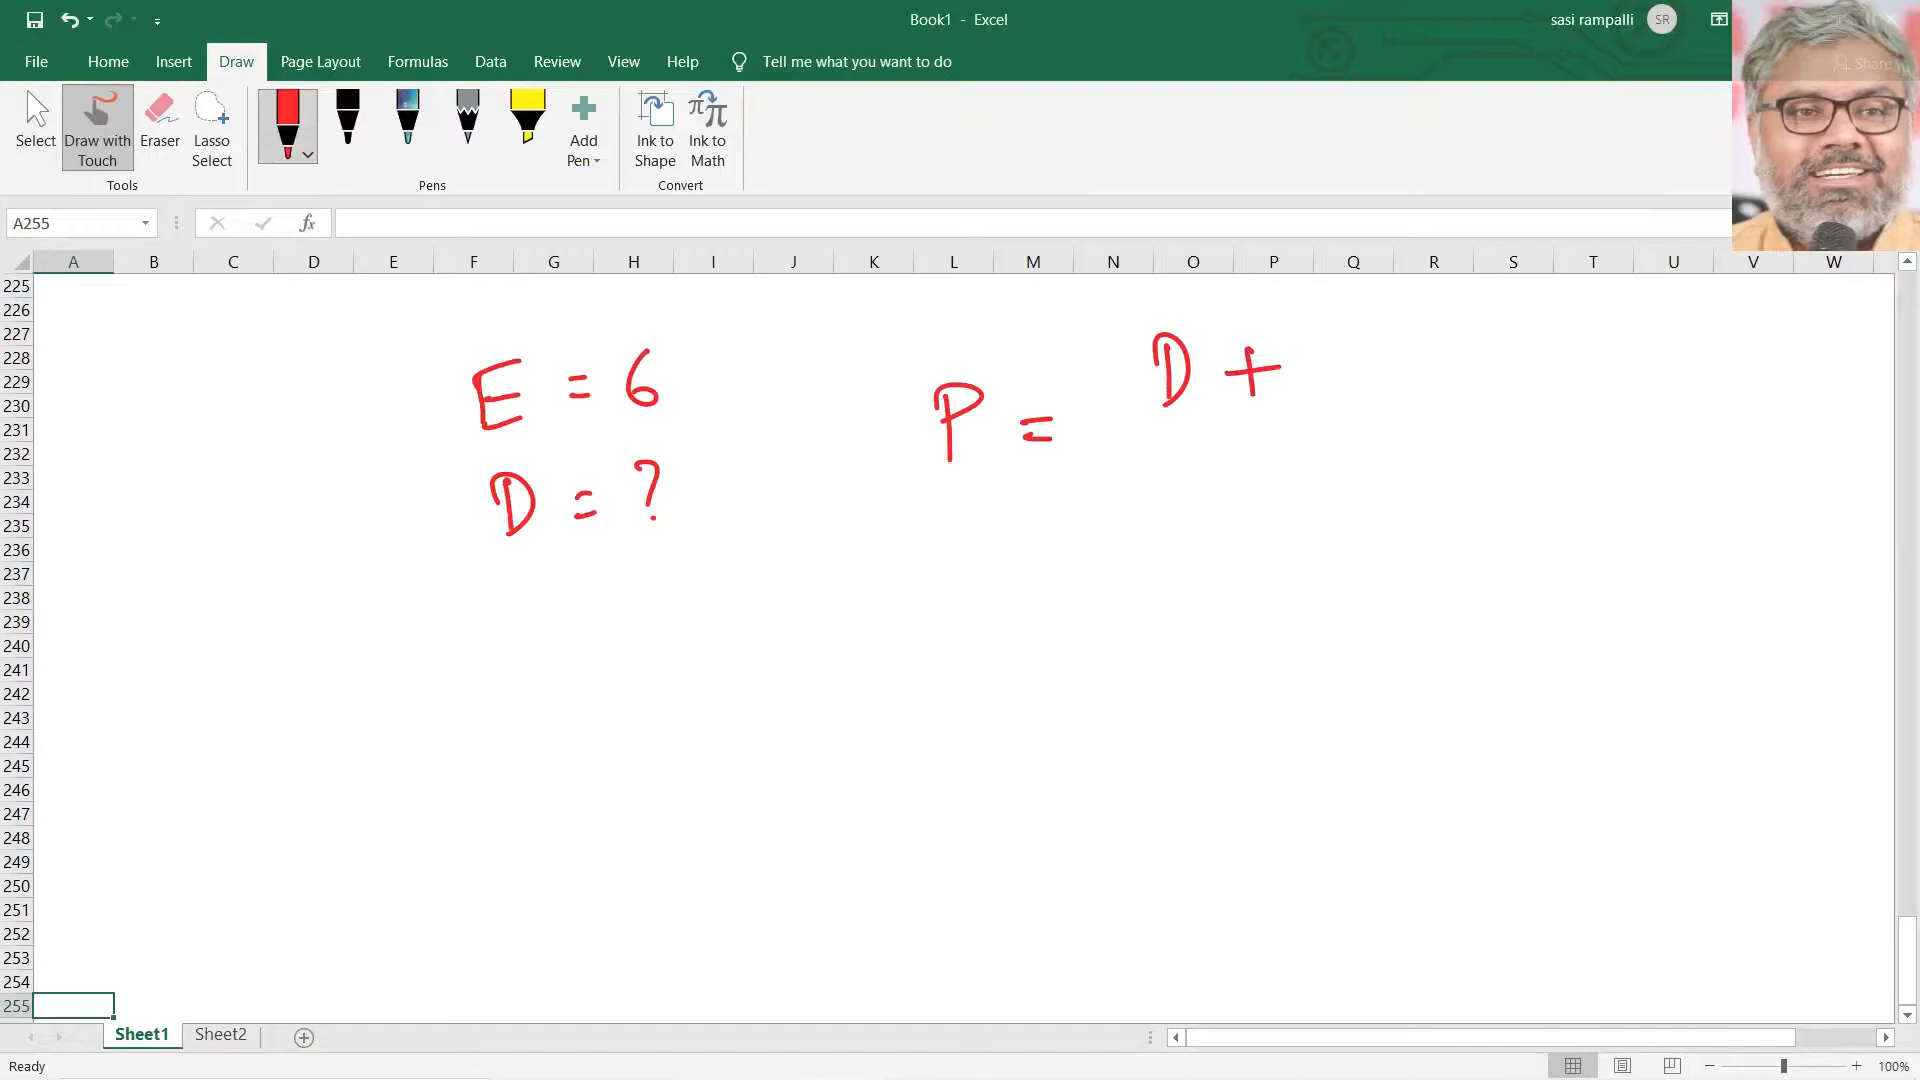 Book1 - Excel
sasi rampalli SR
File Home Insert Draw Page Layout Formulas Data Review View Help Tell me what you want to do Share
Select Draw with Touch Eraser Lasso Select Add Pen Ink to Shape Ink to Math
Tools Pens Convert
A255 fx
A B C D E F G H I J K L M N O P Q R S T U V W
225
226
227
228
229
230
231
232
233
234
235
236
237
238
239
240
241
242
243
244
245
246
247
248
249
250
251
252
253
254
255
E = 6
D = ?
P = D +
Sheet1 Sheet2
Ready 100%